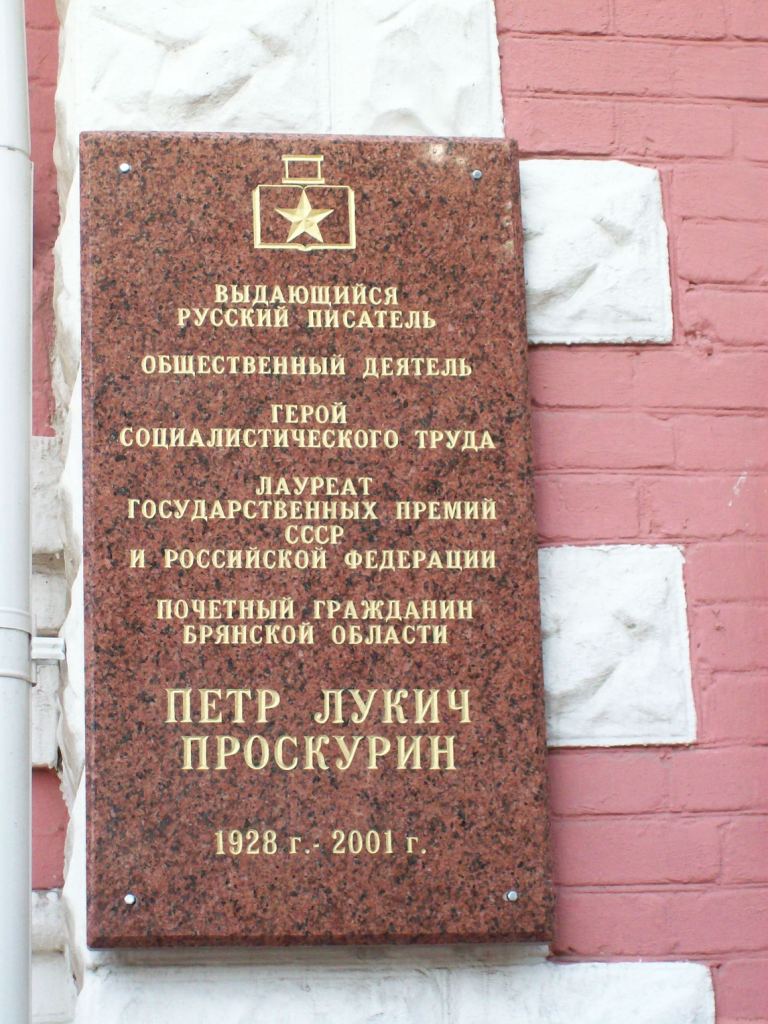 ВЫДАЮЩИЙСЯ
РУССКИЙ ПИСАТЕЛЬ
ОБЩЕСТВЕННЫЙ ДЕЯТЕЛЬ
ГЕРОЙ
СОЦИАЛИСТИЧЕСКОГО ТРУДА
ЛАУРЕАТ
ГОСУДАРСТВЕННЫХ ПРЕМИЙ
СССР
И РОССИЙСКОЙ ФЕДЕРАЦИИ
ПОЧЕТНЫЙ ГРАЖДАНИН
БРЯНСКОЙ ОБЛАСТИ
ПЕТР ЛУКИЧ
ПРОСКУРИН
1928 г.- 2001 г.